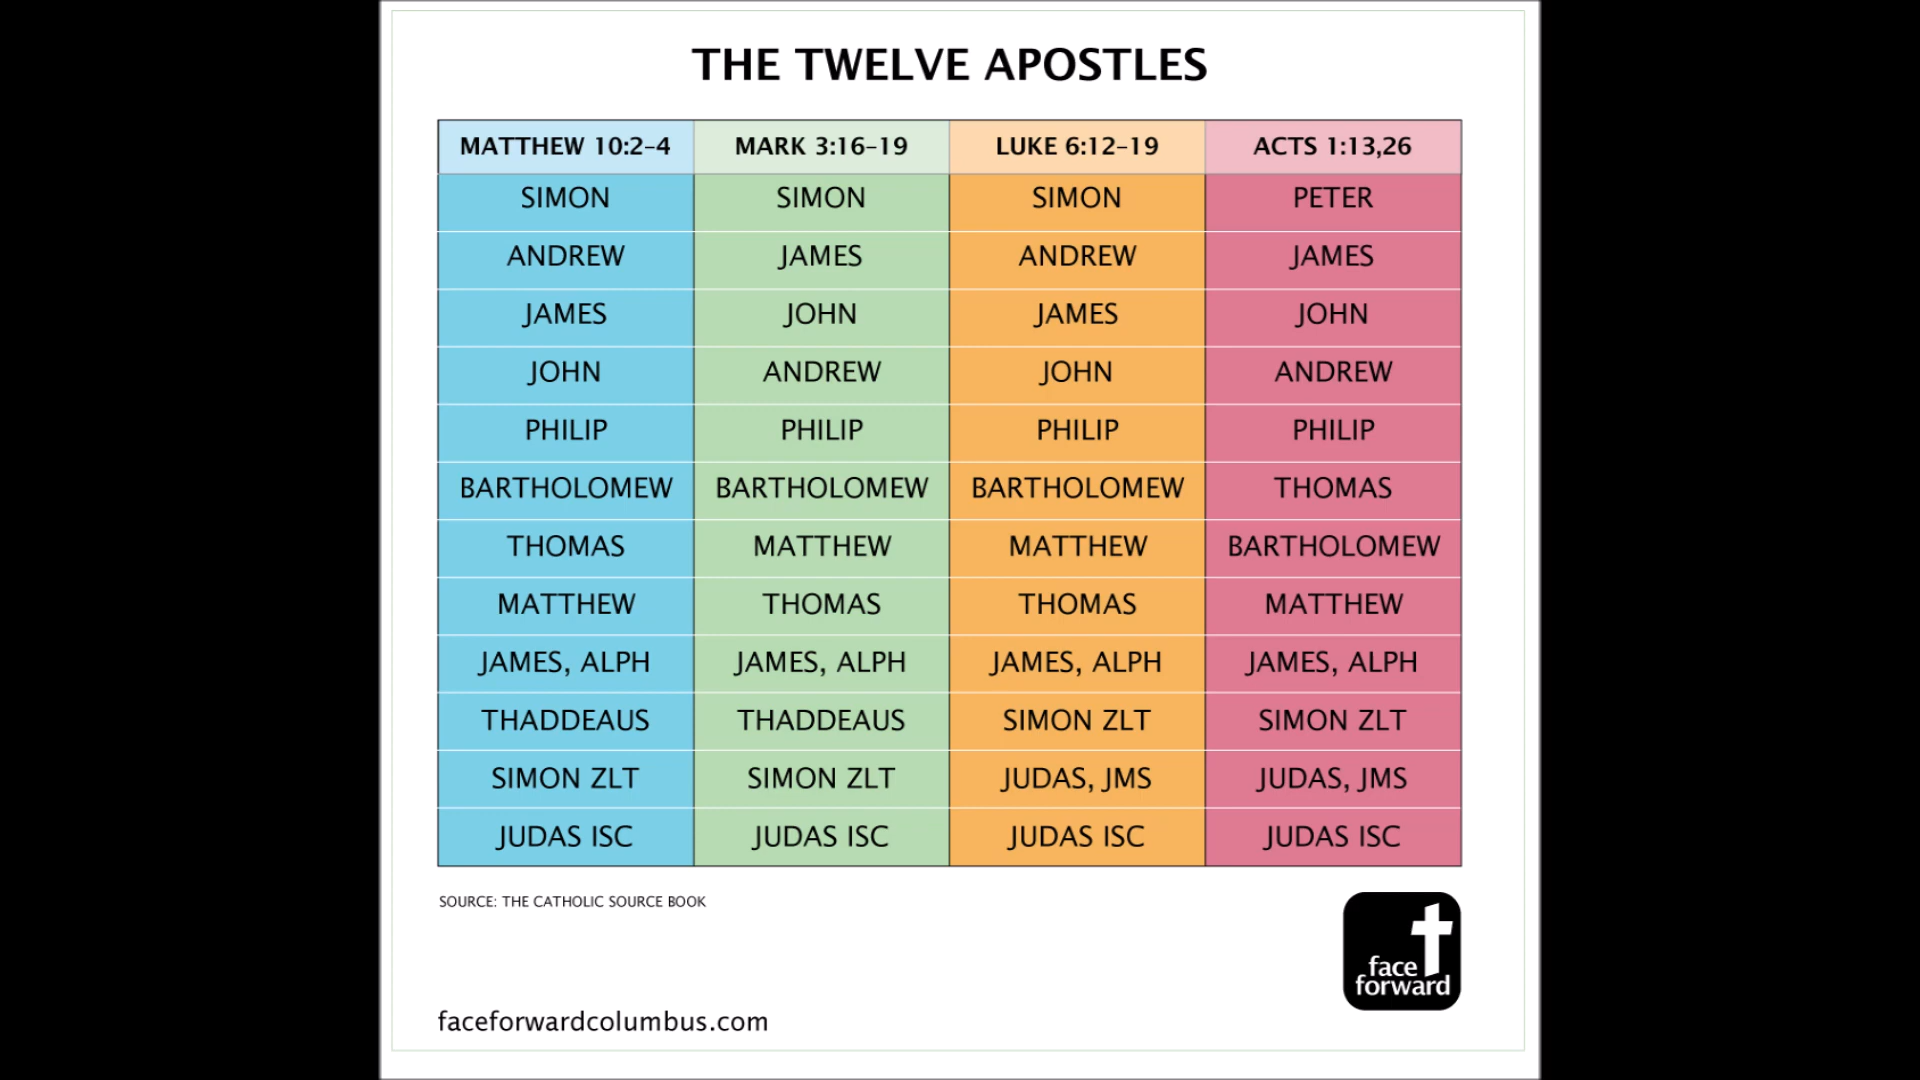 THE TWELVE APOSTLES
MATTHEW 10:2–4 MARK 3:16–19 LUKE 6:12–19 ACTS 1:13,26
SIMON SIMON SIMON PETER
ANDREW JAMES ANDREW JAMES
JAMES JOHN JAMES JOHN
JOHN ANDREW JOHN ANDREW
PHILIP PHILIP PHILIP PHILIP
BARTHOLOMEW BARTHOLOMEW BARTHOLOMEW THOMAS
THOMAS MATTHEW MATTHEW BARTHOLOMEW
MATTHEW THOMAS THOMAS MATTHEW
JAMES, ALPH JAMES, ALPH JAMES, ALPH JAMES, ALPH
THADDEAUS THADDEAUS SIMON ZLT SIMON ZLT
SIMON ZLT SIMON ZLT JUDAS, JMS JUDAS, JMS
JUDAS ISC JUDAS ISC JUDAS ISC JUDAS ISC
SOURCE: THE CATHOLIC SOURCE BOOK
face
forward
faceforwardcolumbus.com